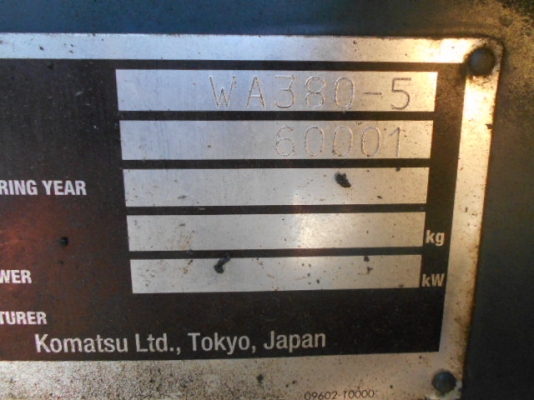 WA380-5
60001
RING YEAR
kg
WER
kW
TURER
Komatsu Ltd., Tokyo, Japan
09602-10000